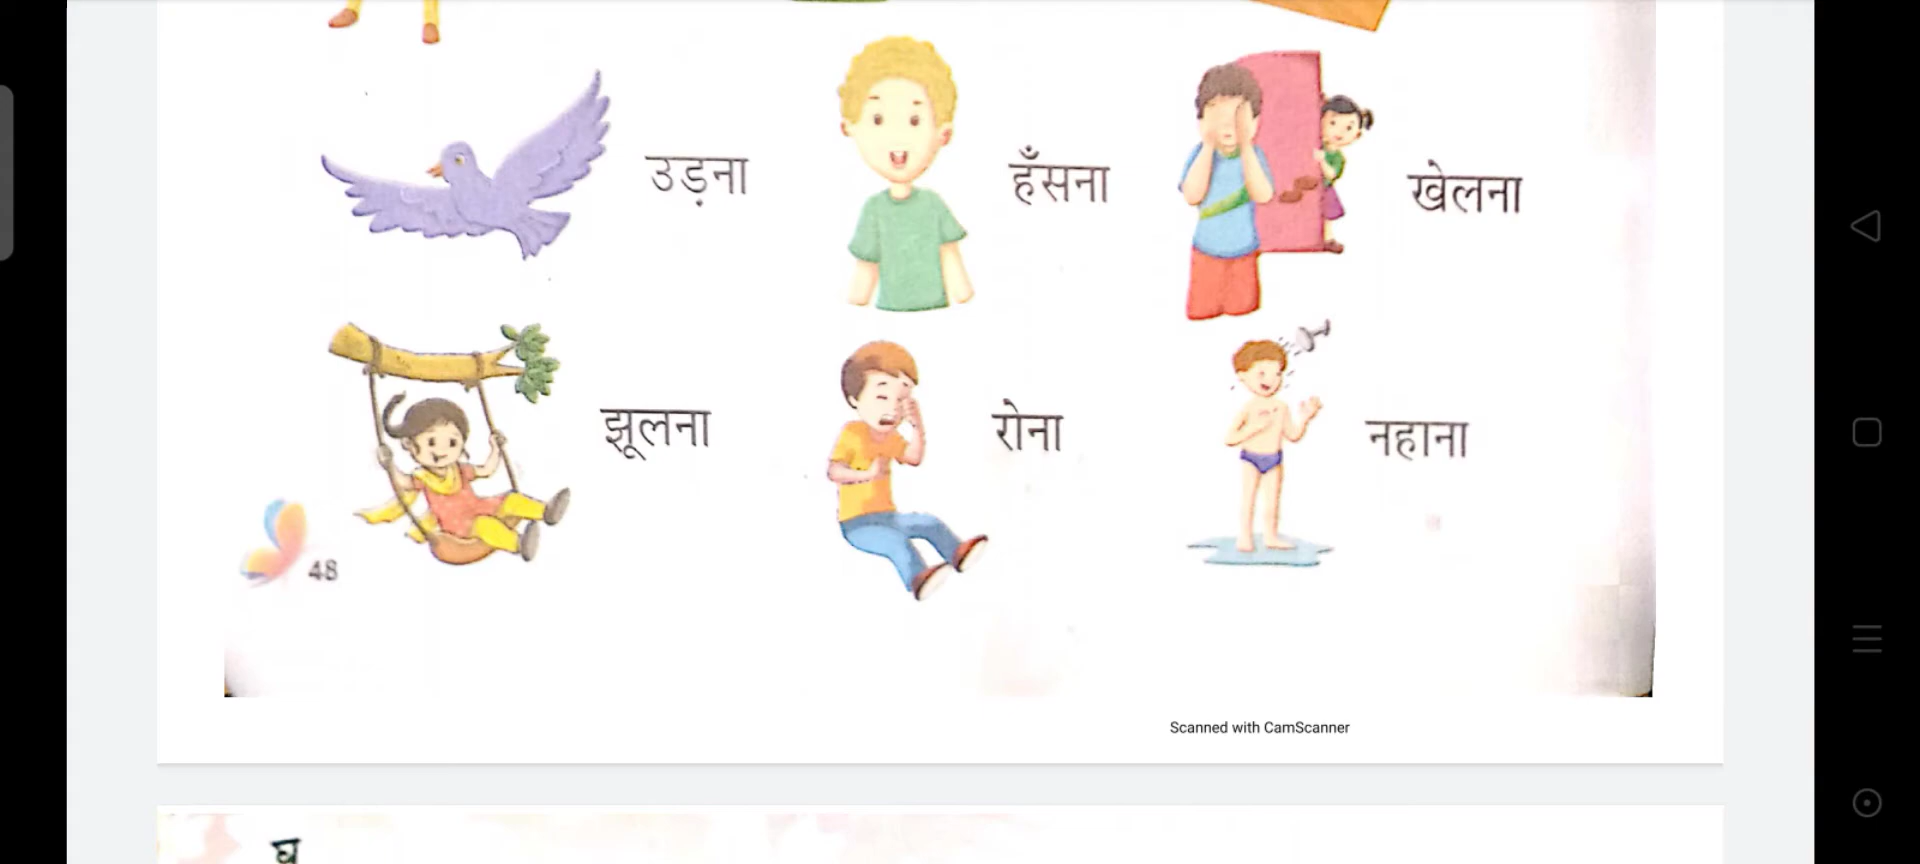 उड़ना हँसना खेलना
झूलना रोना नहाना
48
Scanned with CamScanner
घ